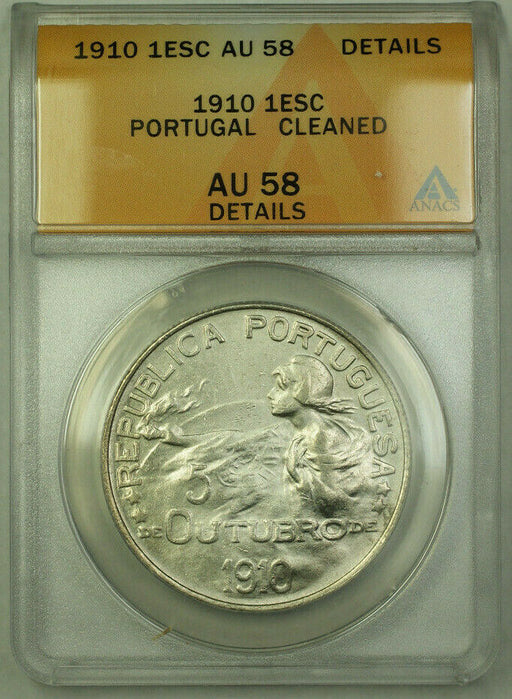 1910 1ESC AU 58 DETAILS
1910 1ESC
PORTUGAL CLEANED
AU 58
DETAILS
ANACS
REPUBLICA PORTUGUESA
5
DE OUTUBRO DE
1910